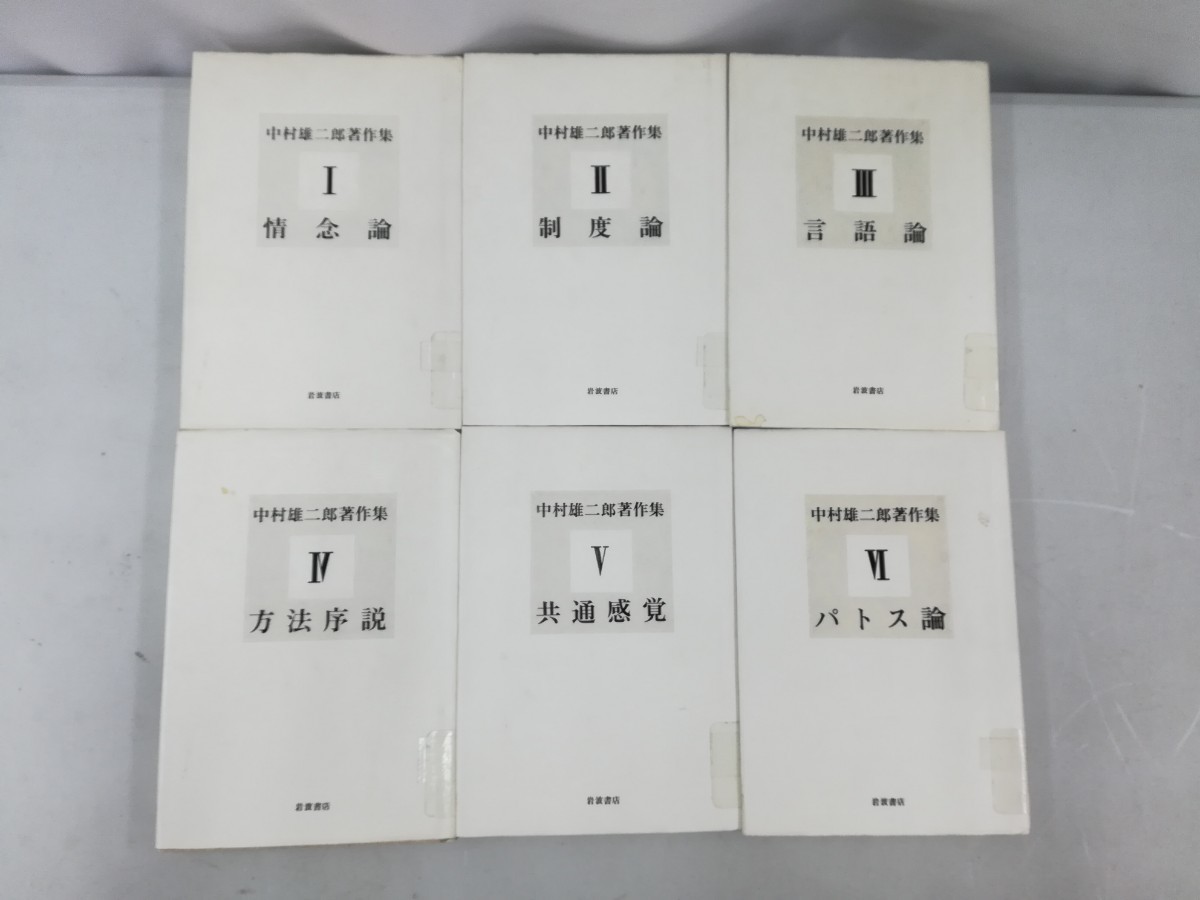 中村雄二郎著作集
I
情念論
岩波書店
中村雄二郎著作集
II
制度論
岩波書店
中村雄二郎著作集
III
言語論
岩波書店
中村雄二郎著作集
IV
方法序説
岩波書店
中村雄二郎著作集
V
共通感覚
岩波書店
中村雄二郎著作集
VI
パトス論
岩波書店